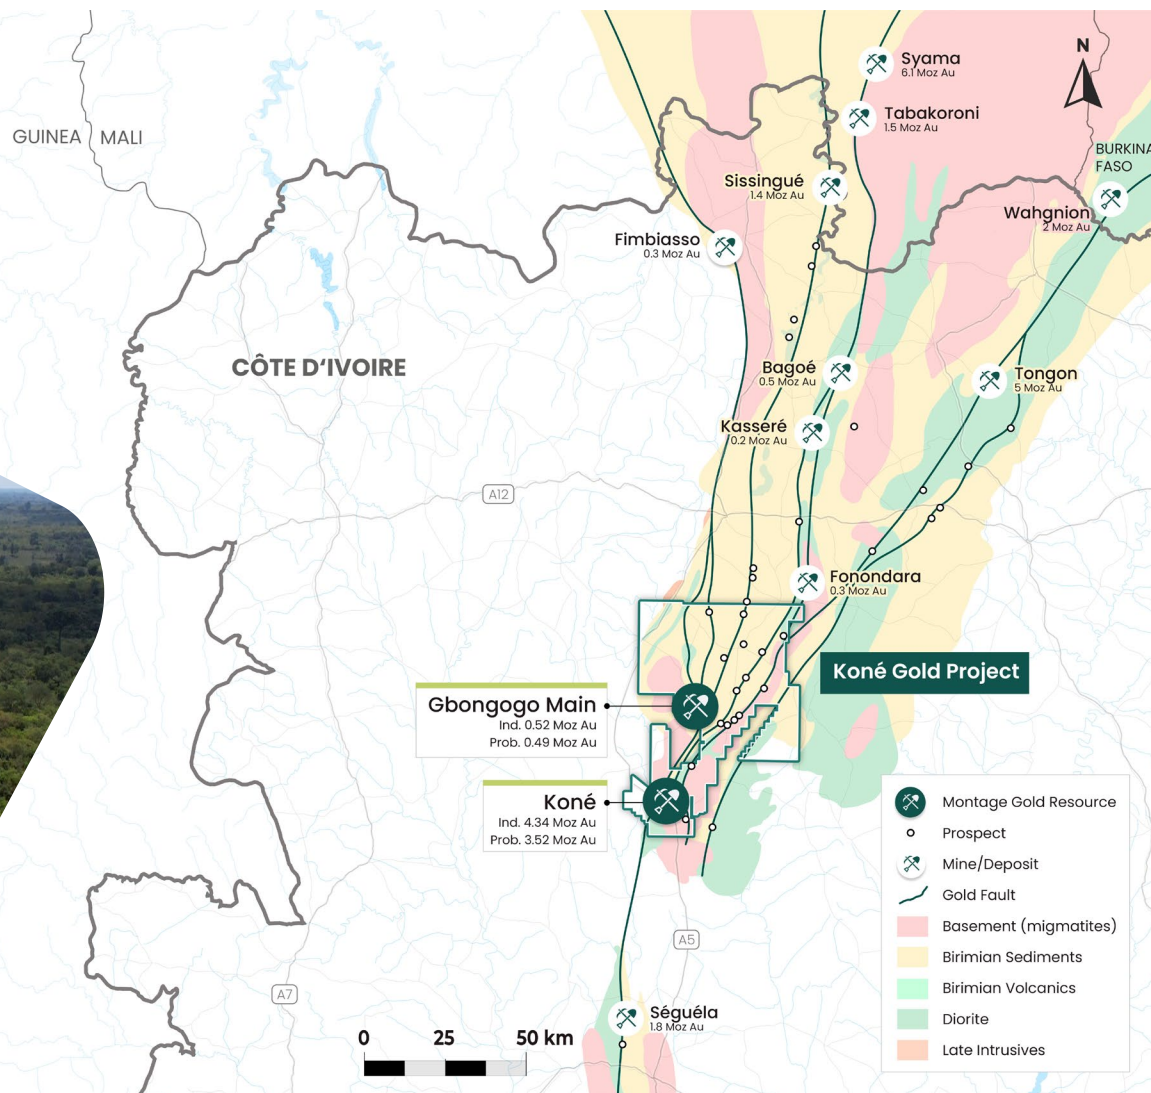 Syama
6.1 Moz Au
N
Tabakoroni
1.5 Moz Au
GUINEA
MALI
BURKINA
FASO
Sissingué
1.4 Moz Au
Wahgnion
2 Moz Au
Fimbiasso
0.3 Moz Au
CÔTE D‘IVOIRE
Bagoé
0.5 Moz Au
Tongon
5 Moz Au
Kasseré
0.2 Moz Au
A12
Fonondara
0.3 Moz Au
Koné Gold Project
Gbongogo Main
Ind. 0.52 Moz Au
Prob. 0.49 Moz Au
Koné
Ind. 4.34 Moz Au
Prob. 3.52 Moz Au
Montage Gold Resource
Prospect
Mine/Deposit
Gold Fault
Basement (migmatites)
Birimian Sediments
Birimian Volcanics
Diorite
Late Intrusives
A5
A7
Séguéla
1.8 Moz Au
0 25 50 km